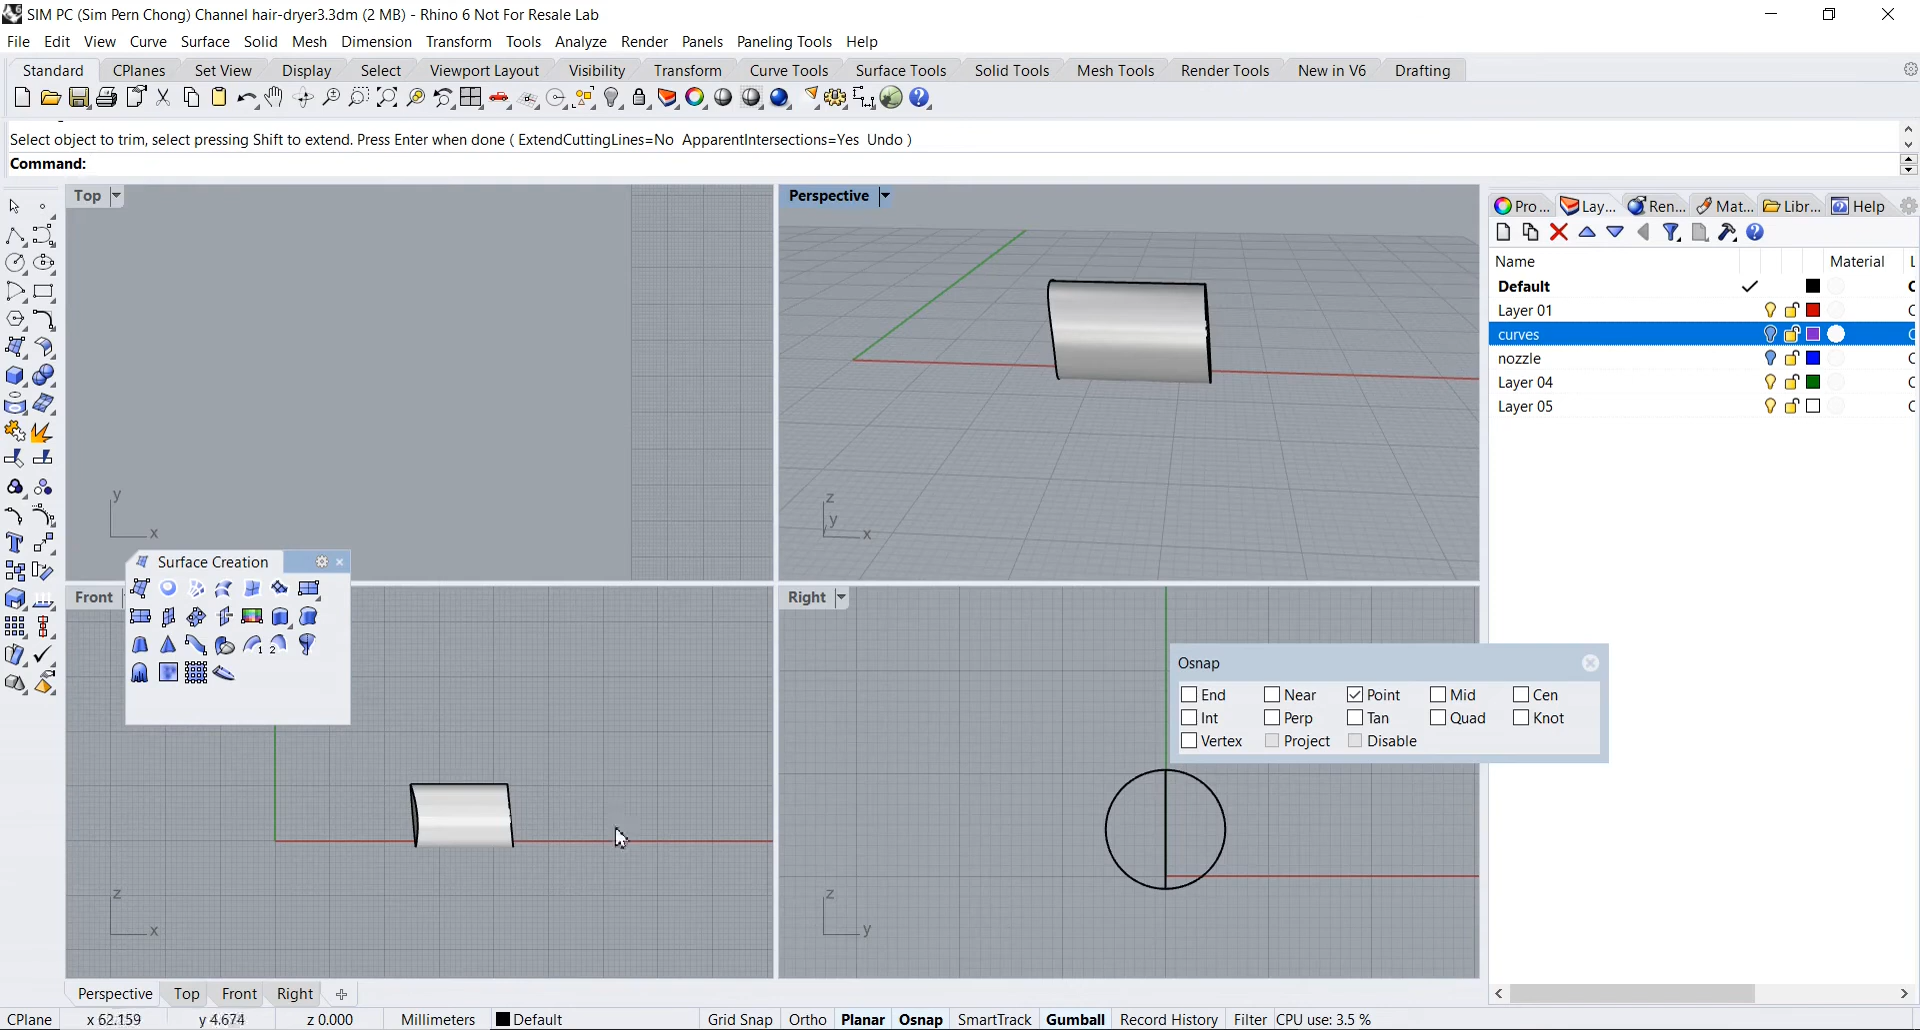 SIM PC (Sim Pern Chong) Channel hair-dryer3.3dm (2 MB) - Rhino 6 Not For Resale Lab
File Edit View Curve Surface Solid Mesh Dimension Transform Tools Analyze Render Panels Paneling Tools Help
Standard CPlanes Set View Display Select Viewport Layout Visibility Transform Curve Tools Surface Tools Solid Tools Mesh Tools Render Tools New in V6 Drafting
Select object to trim, select pressing Shift to extend. Press Enter when done ( ExtendCuttingLines=No ApparentIntersections=Yes Undo )
Command:
Top
Perspective
Pro... Lay... Ren... Mat... Libr... Help
Name Material L
Default
Layer 01
curves
nozzle
Layer 04
Layer 05
y
x
z
y
x
Surface Creation
1 2
Front
Right
Osnap
End Near Point Mid Cen
Int Perp Tan Quad Knot
Vertex Project Disable
z
x
z
y
Perspective Top Front Right
CPlane x 62.159 y 4.674 z 0.000 Millimeters Default Grid Snap Ortho Planar Osnap SmartTrack Gumball Record History Filter CPU use: 3.5 %